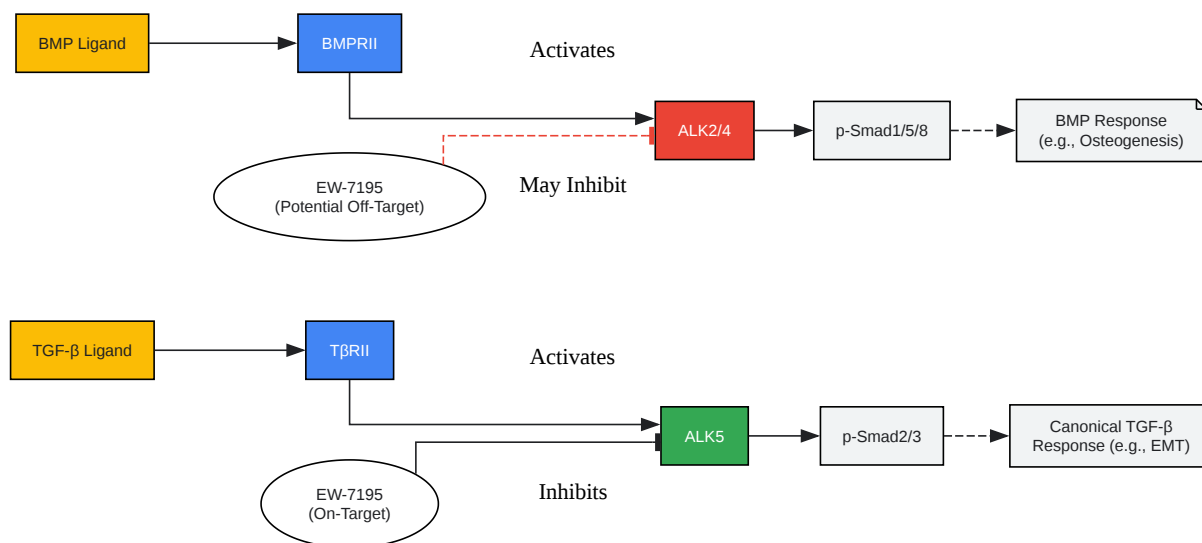 BMP Ligand
BMPRII
Activates
ALK2/4
p-Smad1/5/8
BMP Response
(e.g., Osteogenesis)
May Inhibit
EW-7195
(Potential Off-Target)
TGF-β Ligand
TβRII
Activates
ALK5
p-Smad2/3
Canonical TGF-β
Response (e.g., EMT)
Inhibits
EW-7195
(On-Target)